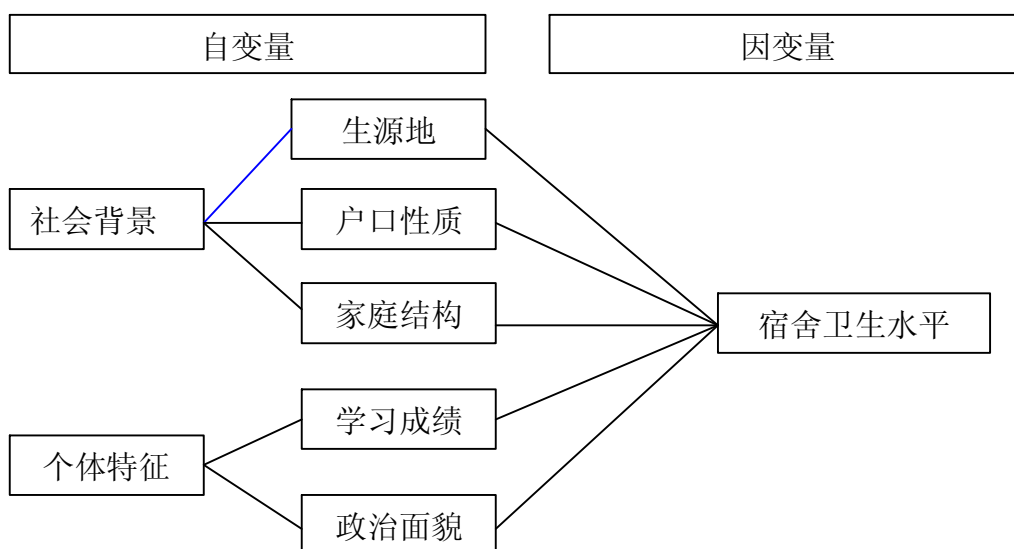 自变量
因变量
生源地
社会背景
户口性质
家庭结构
宿舍卫生水平
学习成绩
个体特征
政治面貌